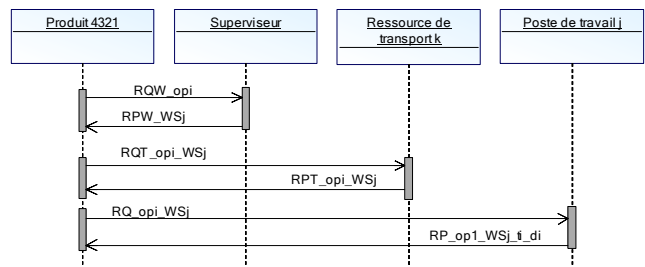 Produit 4321
Superviseur
Ressource de
transport k
Poste de travail j
RQW_opi
RPW_WSj
RQT_opi_WSj
RPT_opi_WSj
RQ_opi_WSj
RP_op1_WSj_ti_di